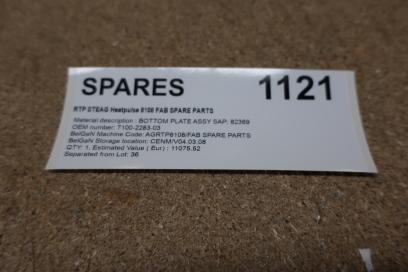 SPARES 1121
RTP STEAG Heatpulse 8108 FAB SPARE PARTS
Material description : BOTTOM PLATE ASSY SAP: 82369
OEM number: 7100-2283-03
BelGaN Machine Code: AGRTP8108/FAB SPARE PARTS
BelGaN Storage location: CENM/V04.03.08
QTY: 1, Estimated Value ( Eur) : 11075.52
Separated from Lot: 36